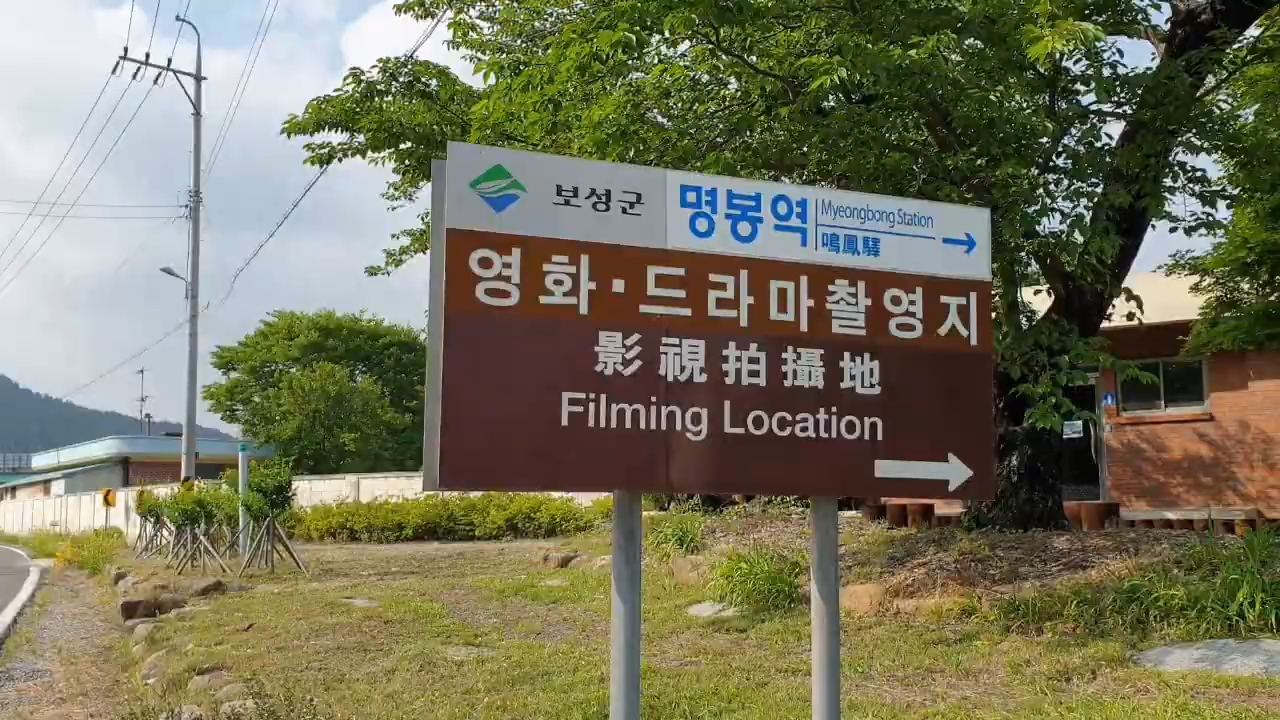 보성군
명봉역
Myeongbong Station
鳴鳳驛
영화·드라마촬영지
影視拍攝地
Filming Location